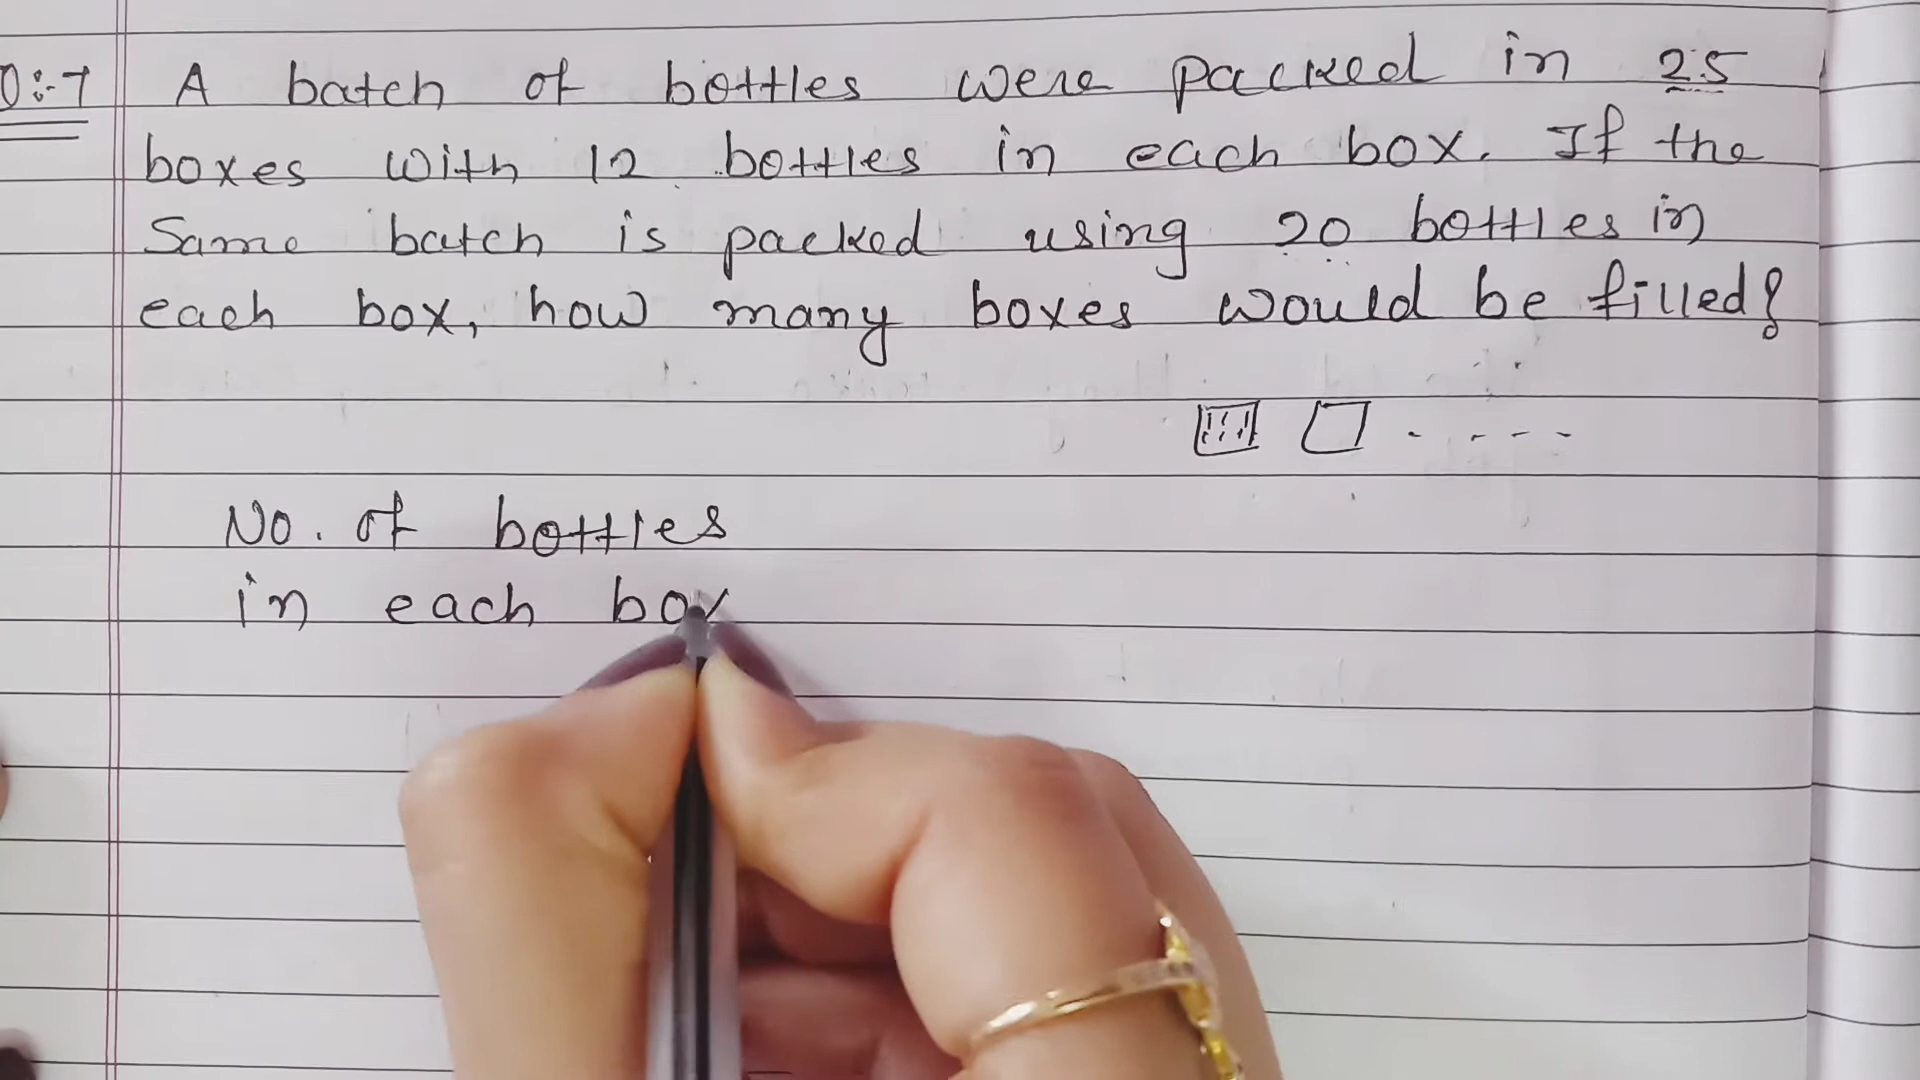 Q:-7 A batch of bottles were packed in 25
boxes with 12 bottles in each box. If the
Same batch is packed using 20 bottles in
each box, how many boxes would be filled?
No. of bottles
in each box